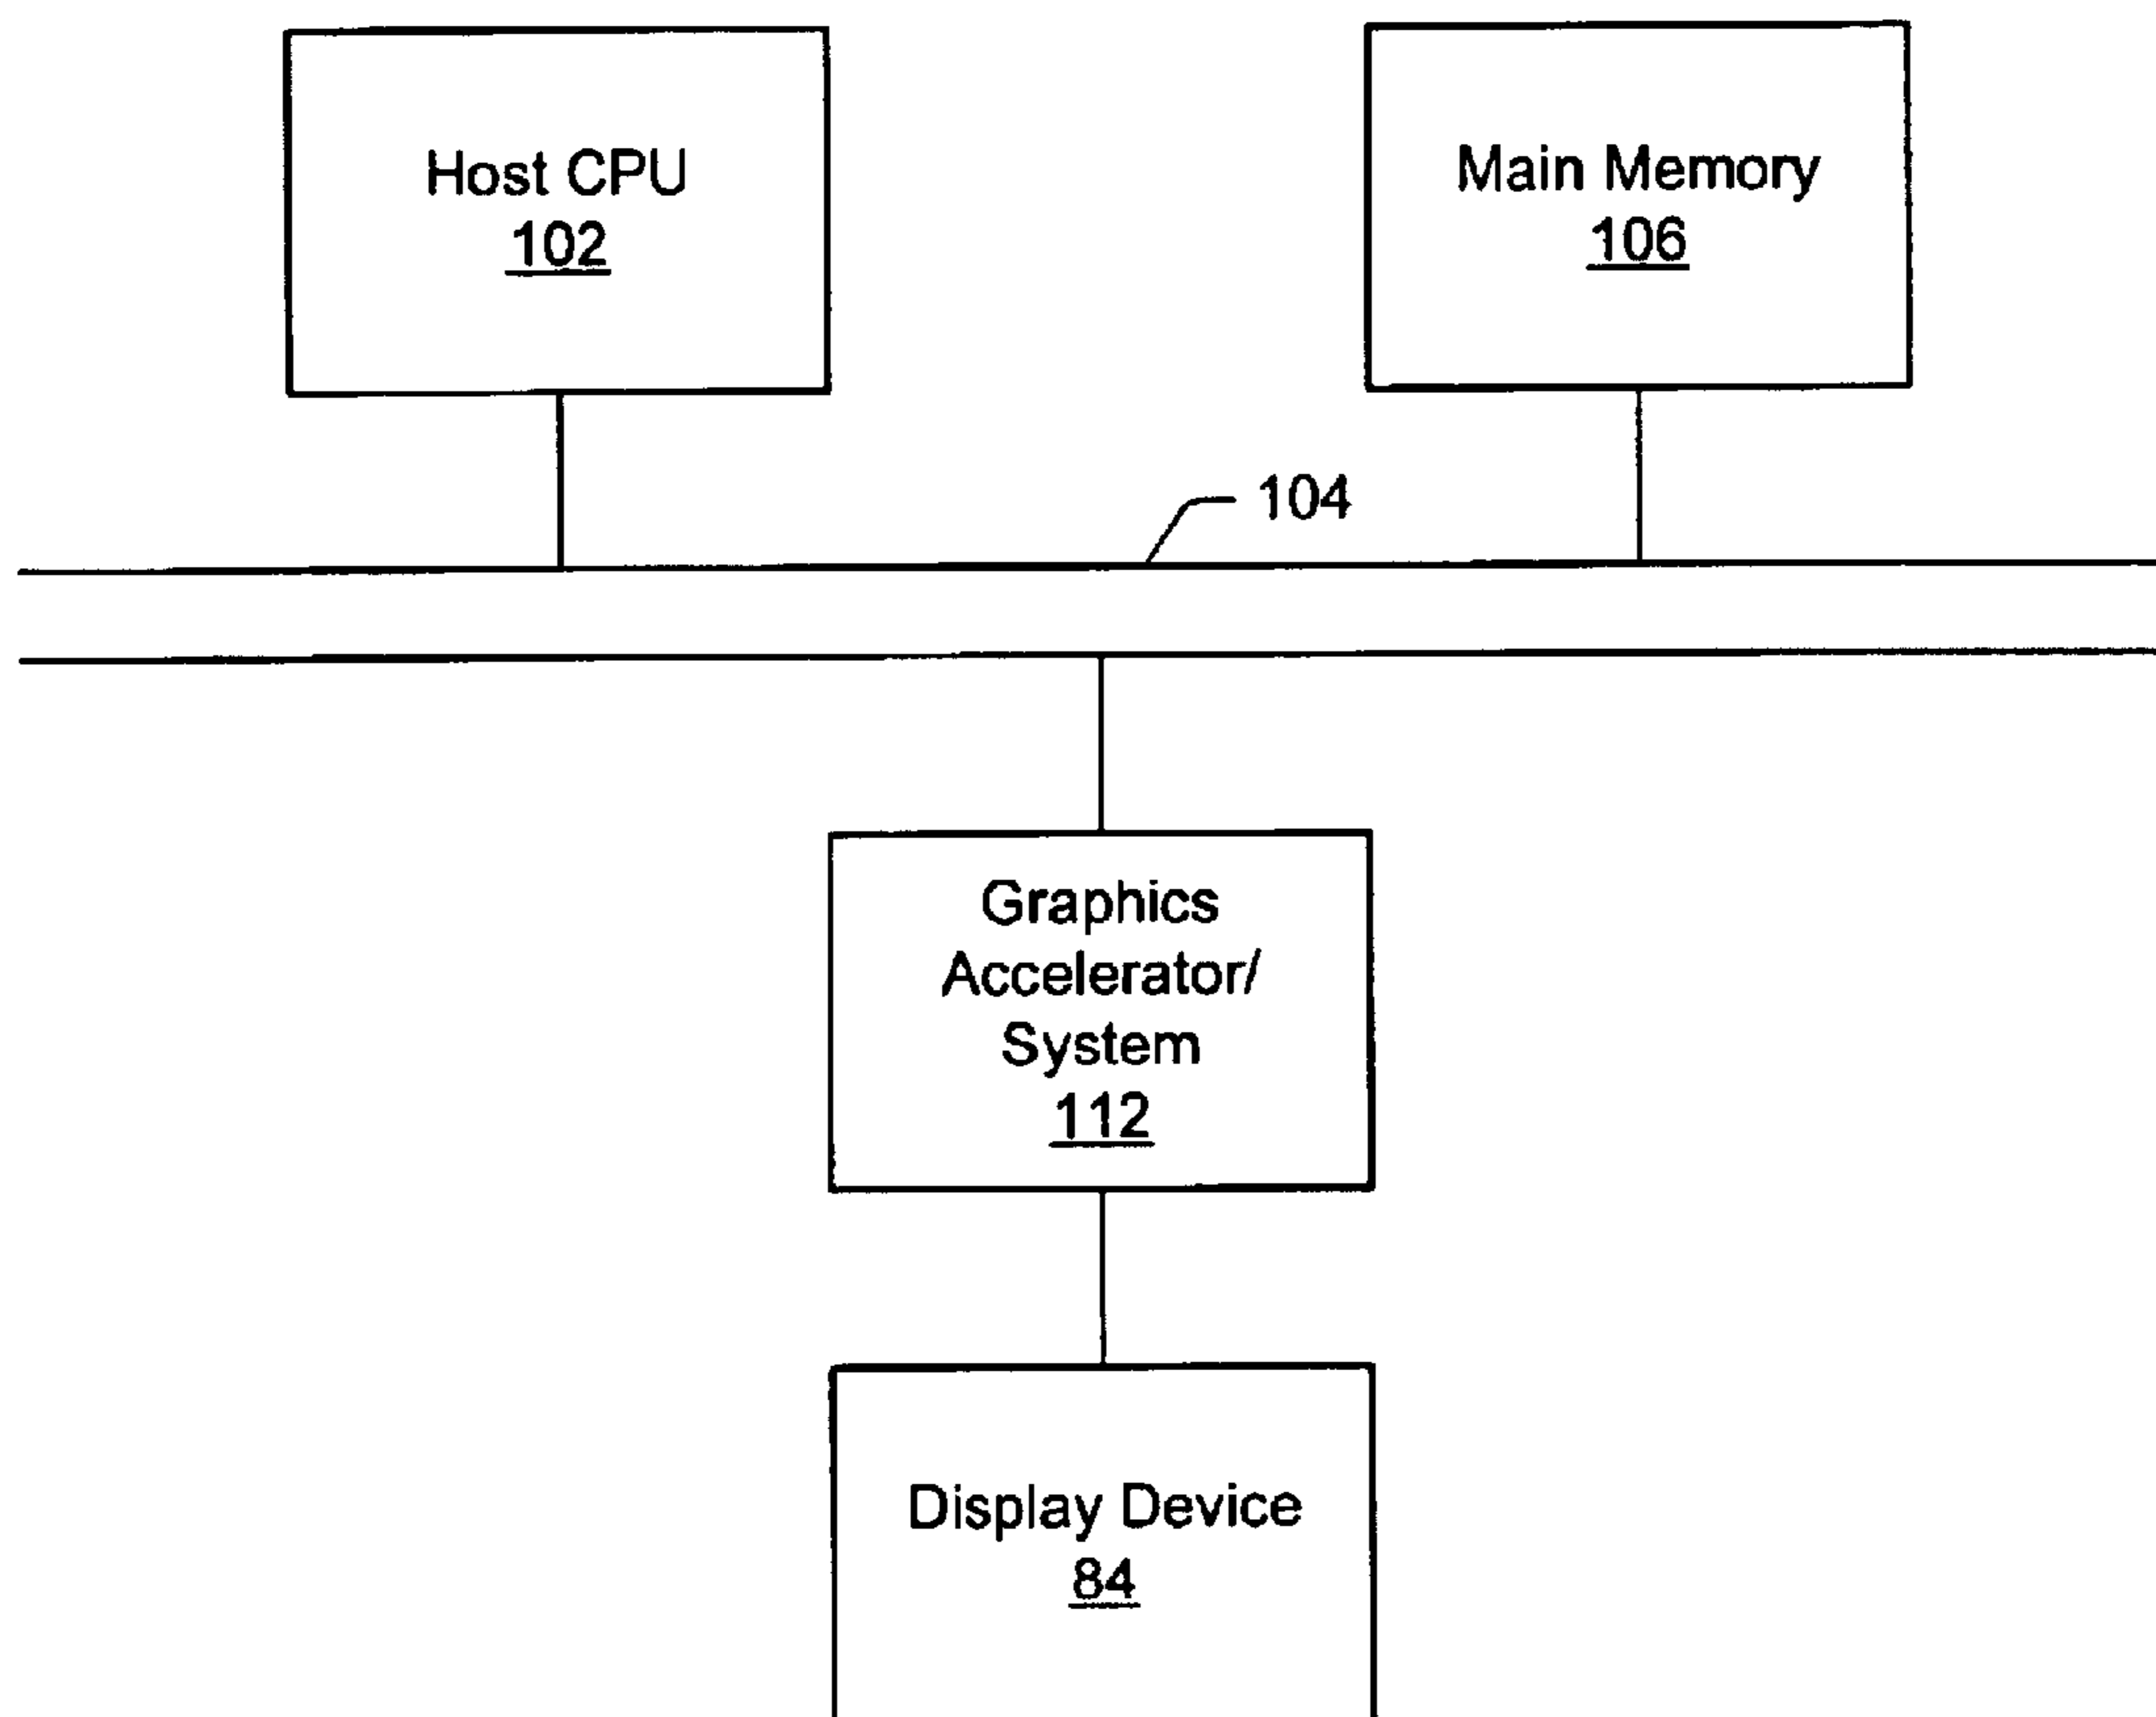 Host CPU
102
Main Memory
106
104
Graphics
Accelerator/
System
112
Display Device
84